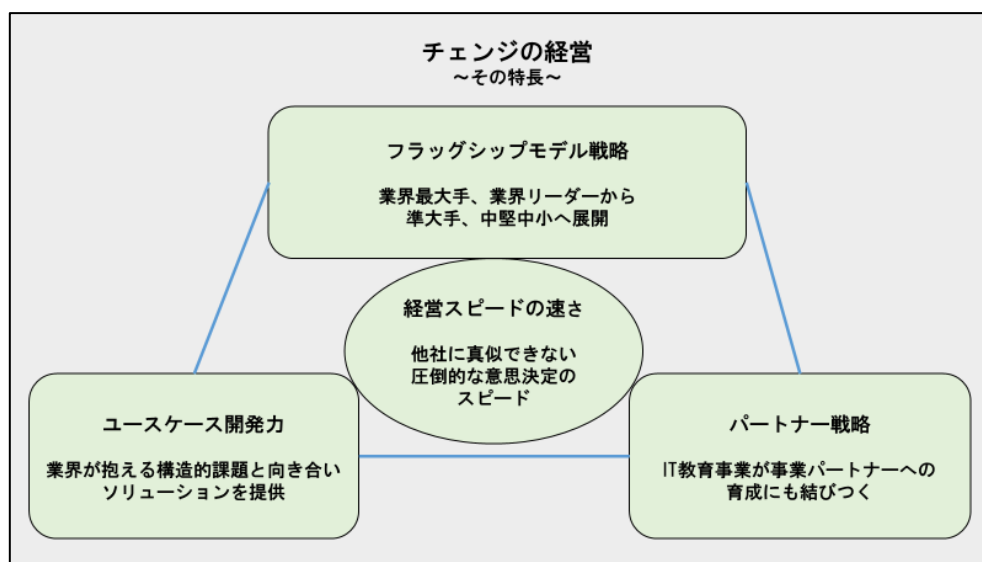 チェンジの経営
～その特長～
フラッグシップモデル戦略
業界最大手、業界リーダーから
準大手、中堅中小へ展開
経営スピードの速さ
他社に真似できない
圧倒的な意思決定の
スピード
ユースケース開発力
業界が抱える構造的課題と向き合い
ソリューションを提供
パートナー戦略
IT教育事業が事業パートナーへの
育成にも結びつく